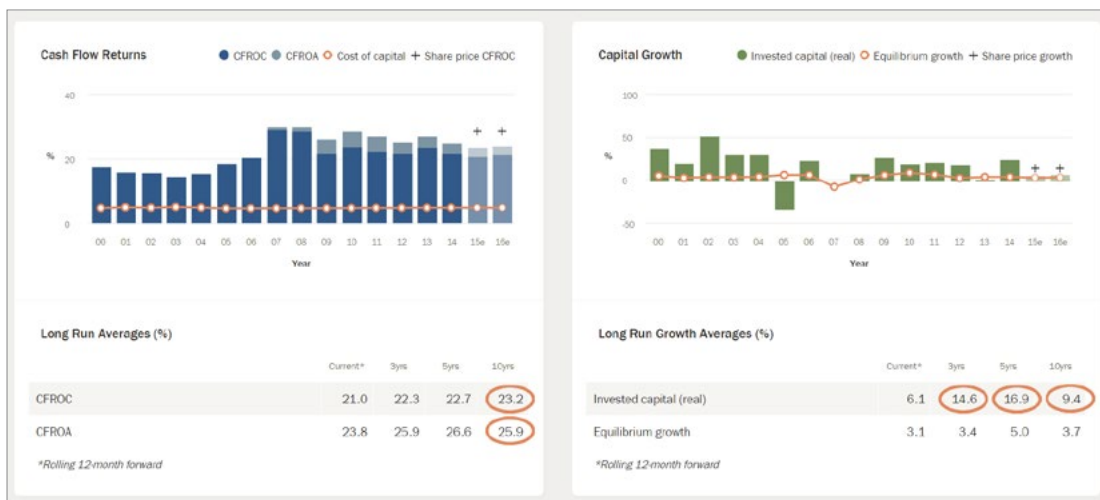 Cash Flow Returns
CFROC CFROA Cost of capital + Share price CFROC
40
%
20
0
00 01 02 03 04 05 06 07 08 09 10 11 12 13 14 15e 16e
Year
Long Run Averages (%)
Current* 3yrs 5yrs 10yrs
CFROC 21.0 22.3 22.7 23.2
CFROA 23.8 25.9 26.6 25.9
*Rolling 12-month forward
Capital Growth
Invested capital (real) Equilibrium growth + Share price growth
100
50
%
0
-50
00 01 02 03 04 05 06 07 08 09 10 11 12 13 14 15e 16e
Year
Long Run Growth Averages (%)
Current* 3yrs 5yrs 10yrs
Invested capital (real) 6.1 14.6 16.9 9.4
Equilibrium growth 3.1 3.4 5.0 3.7
*Rolling 12-month forward